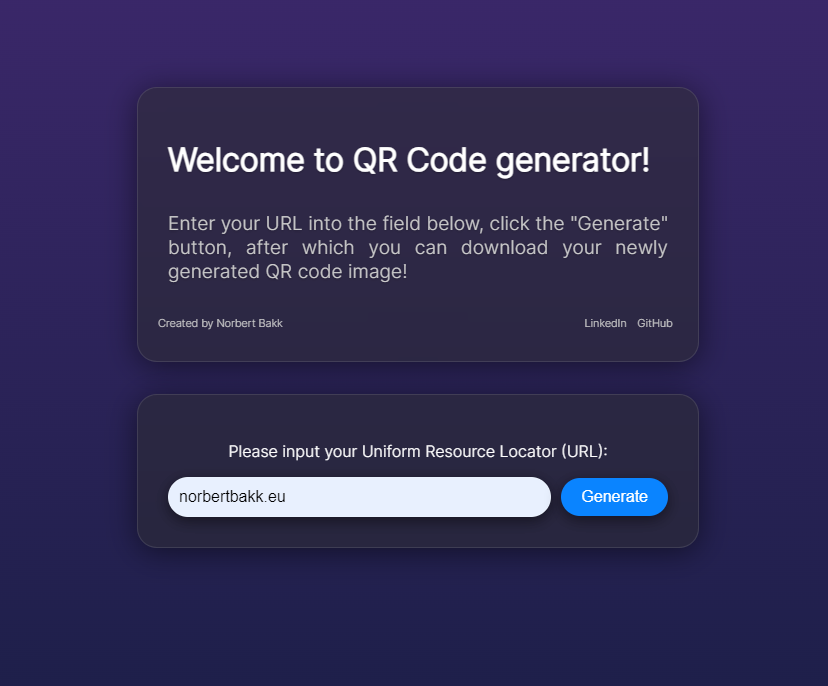 Welcome to QR Code generator!
Enter your URL into the field below, click the "Generate"
button, after which you can download your newly
generated QR code image!
Created by Norbert Bakk LinkedIn GitHub
Please input your Uniform Resource Locator (URL):
norbertbakk.eu Generate